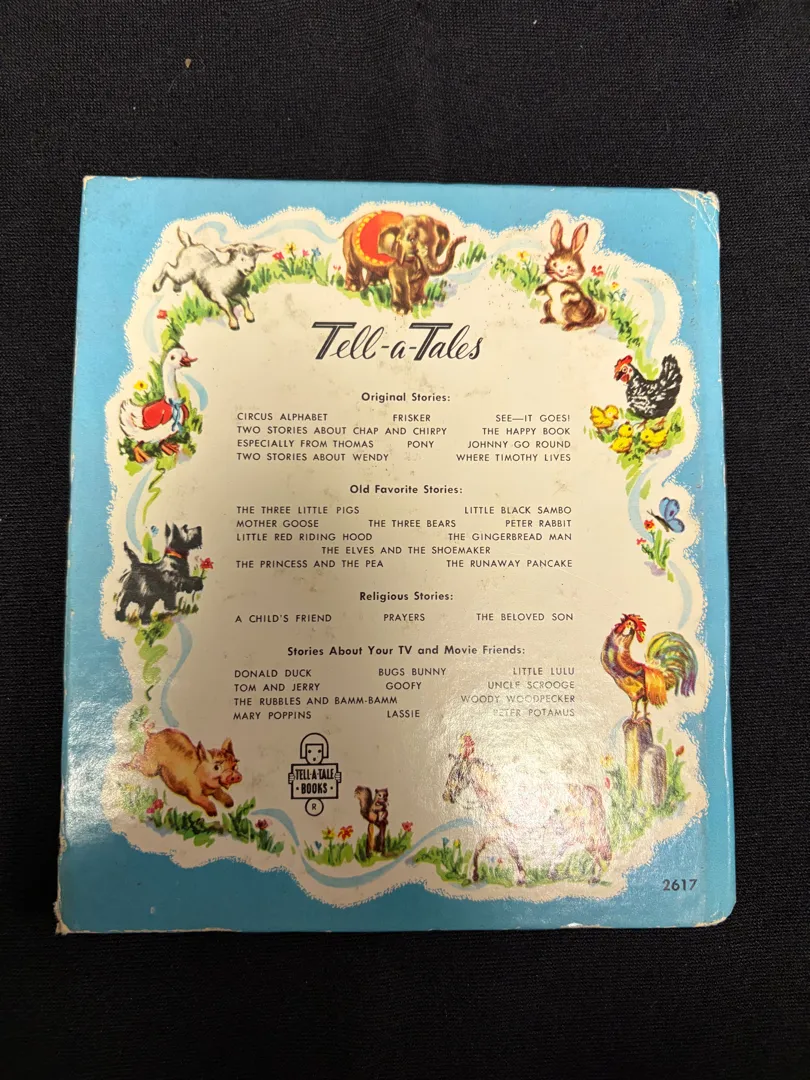 Tell-a-Tales
Original Stories:
CIRCUS ALPHABET FRISKER SEE—IT GOES!
TWO STORIES ABOUT CHAP AND CHIRPY THE HAPPY BOOK
ESPECIALLY FROM THOMAS PONY JOHNNY GO ROUND
TWO STORIES ABOUT WENDY WHERE TIMOTHY LIVES
Old Favorite Stories:
THE THREE LITTLE PIGS LITTLE BLACK SAMBO
MOTHER GOOSE THE THREE BEARS PETER RABBIT
LITTLE RED RIDING HOOD THE GINGERBREAD MAN
THE ELVES AND THE SHOEMAKER
THE PRINCESS AND THE PEA THE RUNAWAY PANCAKE
Religious Stories:
A CHILD'S FRIEND PRAYERS THE BELOVED SON
Stories About Your TV and Movie Friends:
DONALD DUCK BUGS BUNNY LITTLE LULU
TOM AND JERRY GOOFY UNCLE SCROOGE
THE RUBBLES AND BAMM-BAMM WOODY WOODPECKER
MARY POPPINS LASSIE PETER POTAMUS
TELL-A-TALE
• BOOKS •
R
2617